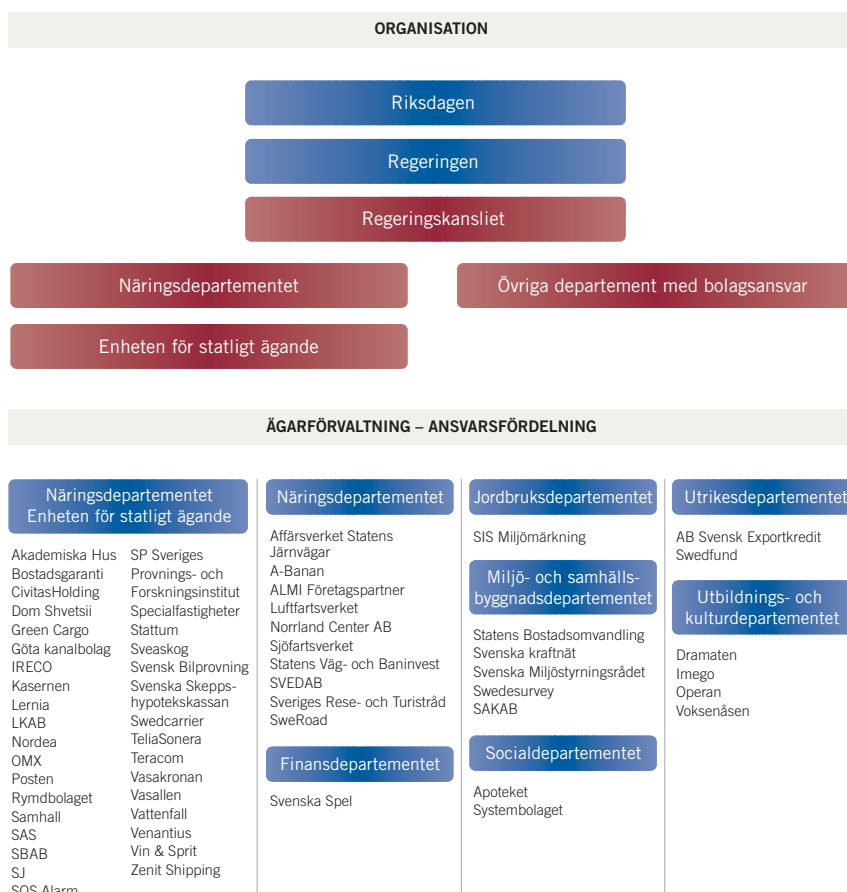 ORGANISATION
Riksdagen
Regeringen
Regeringskansliet
Näringsdepartementet
Övriga departement med bolagsansvar
Enheten för statligt ägande
ÄGARFÖRVALTNING – ANSVARSFÖRDELNING
Näringsdepartementet
Enheten för statligt ägande
Akademiska Hus
Bostadsgaranti
CivitasHolding
Dom Shvetsii
Green Cargo
Göta kanalbolag
IRECO
Kasernen
Lernia
LKAB
Nordea
OMX
Posten
Rymdbolaget
Samhall
SAS
SBAB
SJ
SOS Alarm
SP Sveriges
Provnings- och
Forskningsinstitut
Specialfastigheter
Stattum
Sveaskog
Svensk Bilprovning
Svenska Skepps-
hypotekskassan
Swedcarrier
TeliaSonera
Teracom
Vasakronan
Vasallen
Vattenfall
Venantius
Vin & Sprit
Zenit Shipping
Näringsdepartementet
Affärsverket Statens
Järnvägar
A-Banan
ALMI Företagspartner
Luftfartsverket
Norrland Center AB
Sjöfartsverket
Statens Väg- och Baninvest
SVEDAB
Sveriges Rese- och Turistråd
SweRoad
Finansdepartementet
Svenska Spel
Jordbruksdepartementet
SIS Miljömärkning
Miljö- och samhälls-
byggnadsdepartementet
Statens Bostadsomvandling
Svenska kraftnät
Svenska Miljöstyrningsrådet
Swedesurvey
SAKAB
Socialdepartementet
Apoteket
Systembolaget
Utrikesdepartementet
AB Svensk Exportkredit
Swedfund
Utbildnings- och
kulturdepartementet
Dramaten
Imego
Operan
Voksenåsen